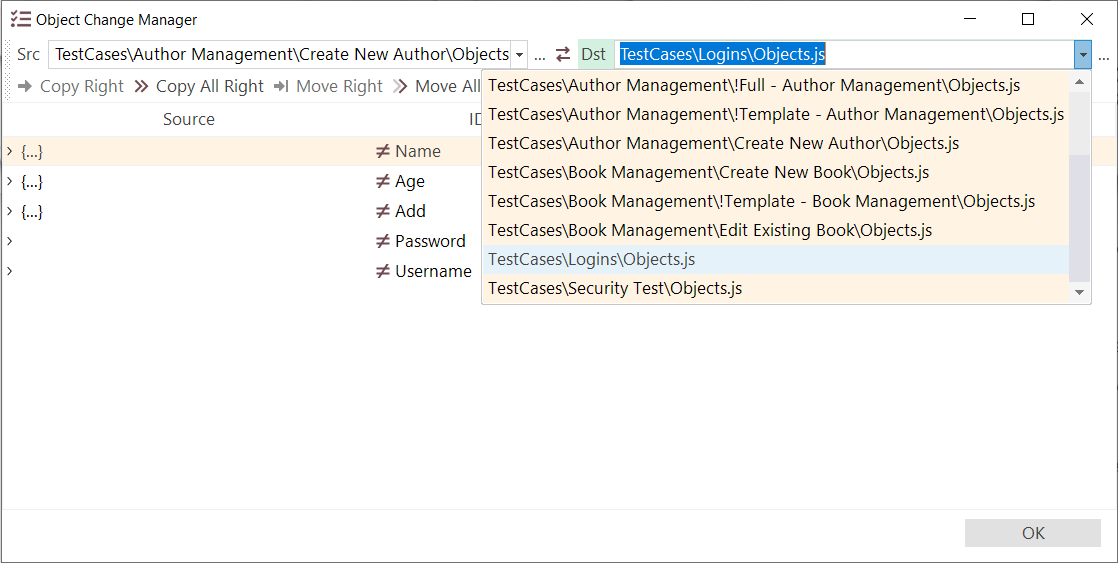 Object Change Manager
Src TestCases\Author Management\Create New Author\Objects ... Dst TestCases\Logins\Objects.js ...
Copy Right Copy All Right Move Right Move All
TestCases\Author Management\!Full - Author Management\Objects.js
TestCases\Author Management\!Template - Author Management\Objects.js
TestCases\Author Management\Create New Author\Objects.js
TestCases\Book Management\Create New Book\Objects.js
TestCases\Book Management\!Template - Book Management\Objects.js
TestCases\Book Management\Edit Existing Book\Objects.js
TestCases\Logins\Objects.js
TestCases\Security Test\Objects.js
Source ID
{...} ≠ Name
{...} ≠ Age
{...} ≠ Add
≠ Password
≠ Username
OK